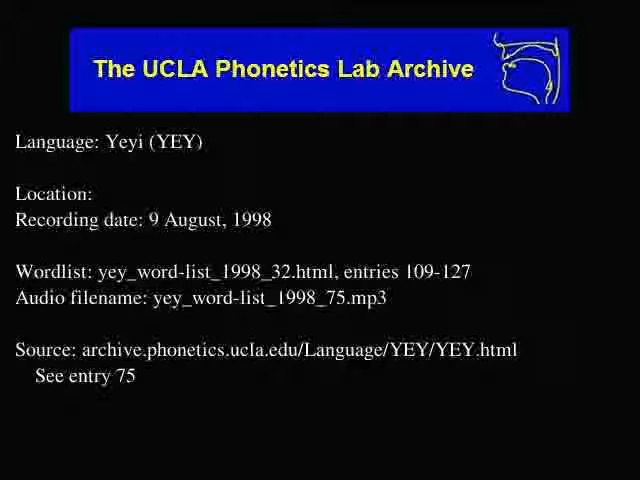 The UCLA Phonetics Lab Archive
Language: Yeyi (YEY)
Location:
Recording date: 9 August, 1998
Wordlist: yey_word-list_1998_32.html, entries 109-127
Audio filename: yey_word-list_1998_75.mp3
Source: archive.phonetics.ucla.edu/Language/YEY/YEY.html
See entry 75